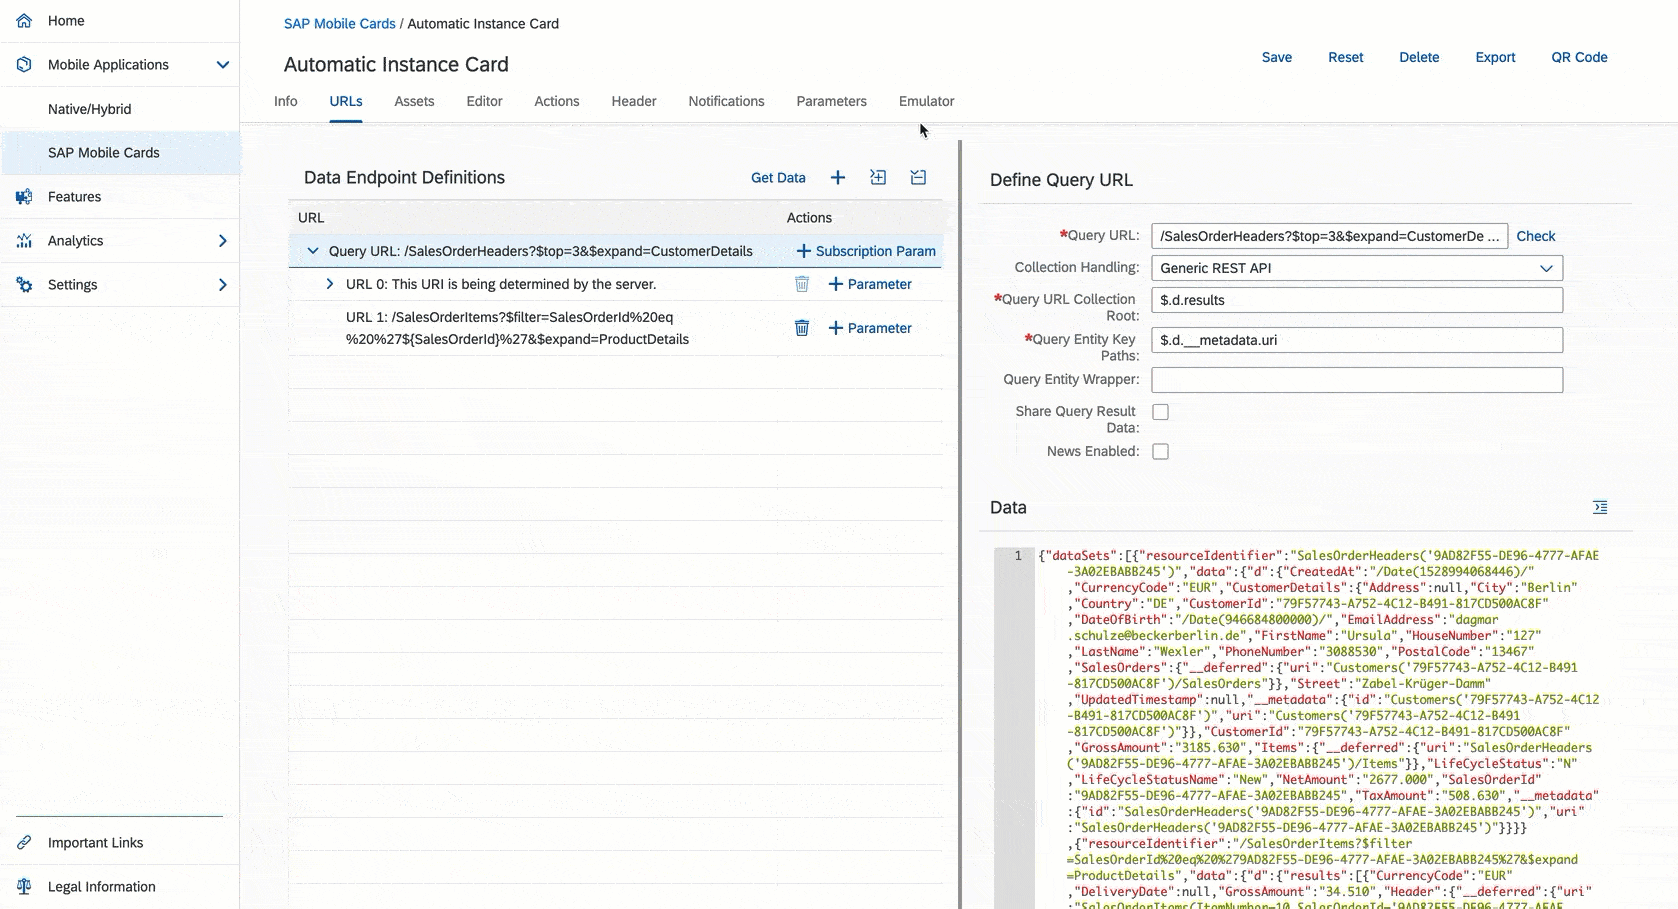 Home
Mobile Applications
Native/Hybrid
SAP Mobile Cards
Features
Analytics
Settings
Important Links
Legal Information
SAP Mobile Cards / Automatic Instance Card
Automatic Instance Card
Save Reset Delete Export QR Code
Info URLs Assets Editor Actions Header Notifications Parameters Emulator
Data Endpoint Definitions
Get Data
URL Actions
Query URL: /SalesOrderHeaders?$top=3&$expand=CustomerDetails + Subscription Param
URL 0: This URI is being determined by the server. + Parameter
URL 1: /SalesOrderItems?$filter=SalesOrderId%20eq
%20%27${SalesOrderId}%27&$expand=ProductDetails + Parameter
Define Query URL
*Query URL: /SalesOrderHeaders?$top=3&$expand=CustomerDe ... Check
Collection Handling: Generic REST API
*Query URL Collection
Root: $.d.results
*Query Entity Key
Paths: $.d.__metadata.uri
Query Entity Wrapper:
Share Query Result
Data:
News Enabled:
Data
1 {"dataSets":[{"resourceIdentifier":"SalesOrderHeaders('9AD82F55-DE96-4777-AFAE
-3A02EBABB245')","data":{"d":{"CreatedAt":"/Date(1528994068446)/"
,"CurrencyCode":"EUR","CustomerDetails":{"Address":null,"City":"Berlin"
,"Country":"DE","CustomerId":"79F57743-A752-4C12-B491-817CD500AC8F"
,"DateOfBirth":"/Date(946684800000)/","EmailAddress":"dagmar
.schulze@beckerberlin.de","FirstName":"Ursula","HouseNumber":"127"
,"LastName":"Wexler","PhoneNumber":"3088530","PostalCode":"13467"
,"SalesOrders":{"__deferred":{"uri":"Customers('79F57743-A752-4C12-B491
-817CD500AC8F')/SalesOrders"}},"Street":"Zabel-Krüger-Damm"
,"UpdatedTimestamp":null,"__metadata":{"id":"Customers('79F57743-A752-4C12
-B491-817CD500AC8F')","uri":"Customers('79F57743-A752-4C12-B491
-817CD500AC8F')"}},"CustomerId":"79F57743-A752-4C12-B491-817CD500AC8F"
,"GrossAmount":"3185.630","Items":{"__deferred":{"uri":"SalesOrderHeaders
('9AD82F55-DE96-4777-AFAE-3A02EBABB245')/Items"}},"LifeCycleStatus":"N"
,"LifeCycleStatusName":"New","NetAmount":"2677.000","SalesOrderId"
:"9AD82F55-DE96-4777-AFAE-3A02EBABB245","TaxAmount":"508.630","__metadata"
:{"id":"SalesOrderHeaders('9AD82F55-DE96-4777-AFAE-3A02EBABB245')","uri"
:"SalesOrderHeaders('9AD82F55-DE96-4777-AFAE-3A02EBABB245')"}}}}
,{"resourceIdentifier":"/SalesOrderItems?$filter
=SalesOrderId%20eq%20%279AD82F55-DE96-4777-AFAE-3A02EBABB245%27&$expand
=ProductDetails","data":{"d":{"results":[{"CurrencyCode":"EUR"
,"DeliveryDate":null,"GrossAmount":"34.510","Header":{"__deferred":{"uri"
:"SalesOrderItems(ItemNumber=10,SalesOrderId='9AD82F55-DE96-4777-AFAE